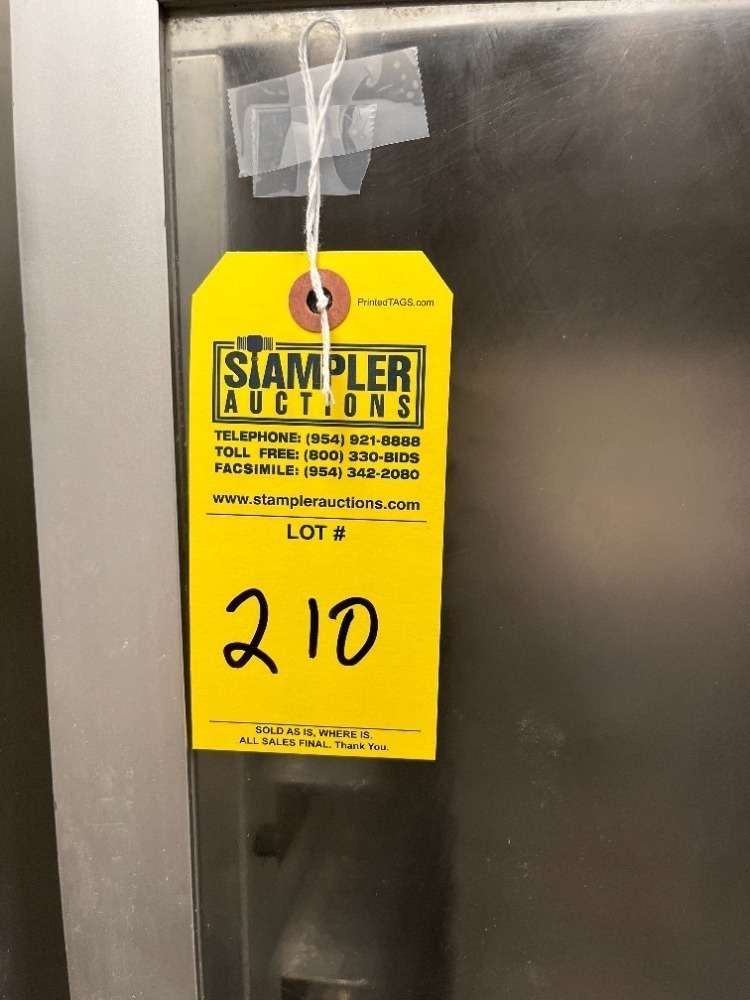 PrintedTAGS.com
STAMPLER
AUCTIONS
TELEPHONE: (954) 921-8888
TOLL FREE: (800) 330-BIDS
FACSIMILE: (954) 342-2080
www.stamplerauctions.com
LOT #
210
SOLD AS IS, WHERE IS.
ALL SALES FINAL. Thank You.